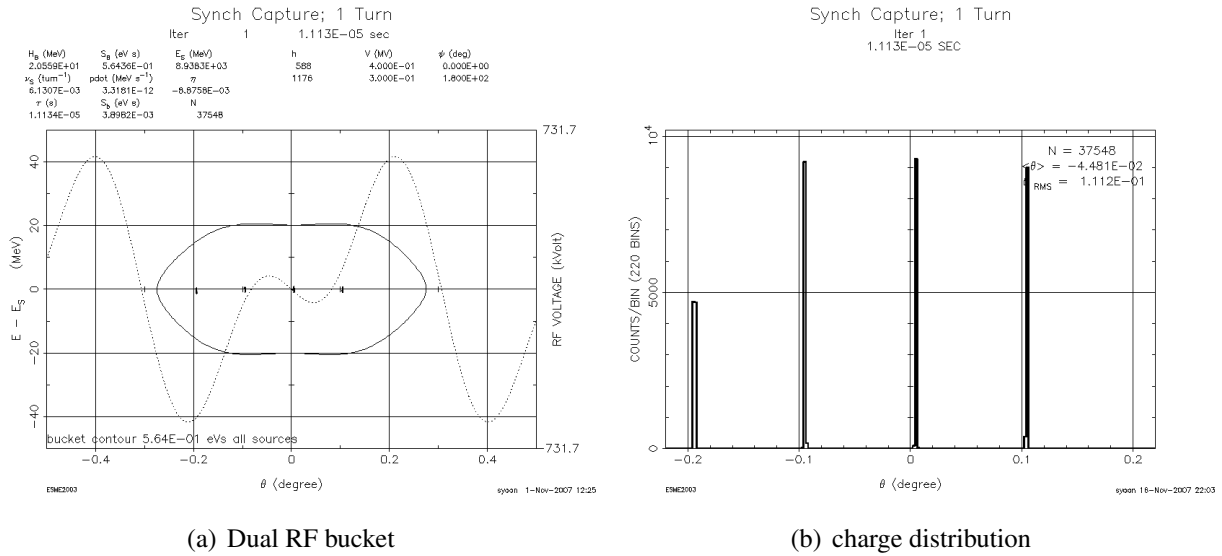 Synch Capture; 1 Turn
Iter 1 1.113E-05 sec
H_B (MeV) S_B (eV s) E_S (MeV) h V (MV) ψ (deg)
2.0559E+01 5.6436E-01 8.9383E+03 588 4.000E-01 0.000E+00
ν_S (turn⁻¹) pdot (MeV s⁻¹) η 1176 3.000E-01 1.800E+02
6.1307E-03 3.3181E-12 -8.8758E-03
τ (s) S_b (eV s) N
1.1134E-05 3.8982E-03 37548
731.7
40
20
0
-20
-40
E - E_S (MeV)
RF VOLTAGE (kVolt)
bucket contour 5.64E-01 eVs all sources
731.7
-0.4 -0.2 0 0.2 0.4
θ (degree)
ESME2003 syoan 1-Nov-2007 12:25
(a) Dual RF bucket
Synch Capture; 1 Turn
Iter 1
1.113E-05 SEC
10⁴
N = 37548
<θ> = -4.481E-02
RMS = 1.112E-01
5000
0
COUNTS/BIN (220 BINS)
-0.2 -0.1 0 0.1 0.2
θ (degree)
ESME2003 syoan 16-Nov-2007 22:03
(b) charge distribution